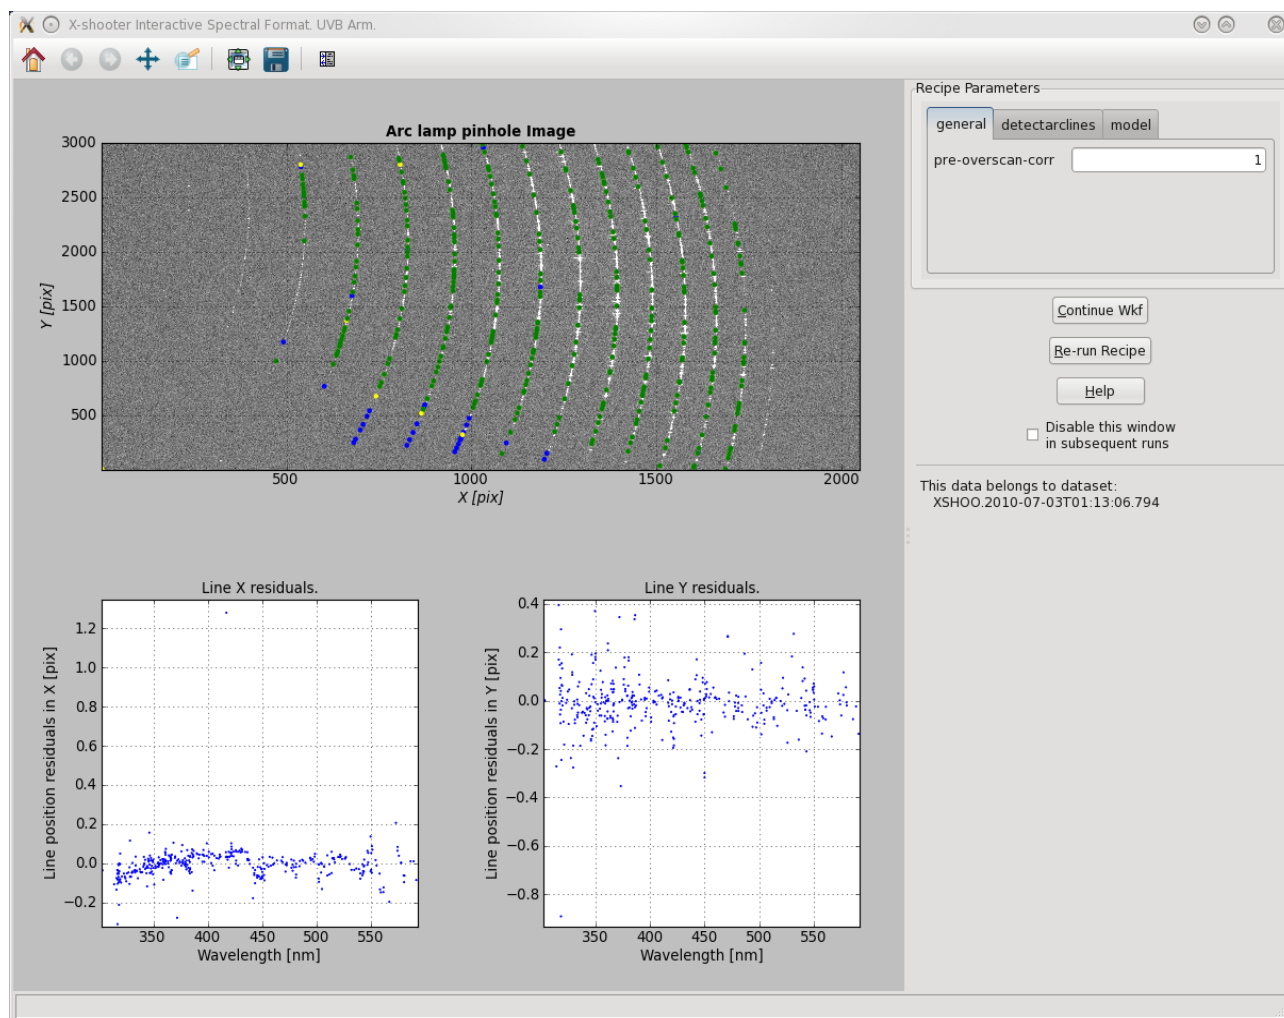 X-shooter Interactive Spectral Format. UVB Arm.
Arc lamp pinhole Image
3000
2500
2000
1500
1000
500
Y [pix]
500
1000
1500
2000
X [pix]
Line X residuals.
1.2
1.0
0.8
0.6
0.4
0.2
0.0
−0.2
Line position residuals in X [pix]
350
400
450
500
550
Wavelength [nm]
Line Y residuals.
0.4
0.2
0.0
−0.2
−0.4
−0.6
−0.8
Line position residuals in Y [pix]
350
400
450
500
550
Wavelength [nm]
Recipe Parameters
general
detectarclines
model
pre-overscan-corr
1
Continue Wkf
Re-run Recipe
Help
Disable this window
in subsequent runs
This data belongs to dataset:
XSHOO.2010-07-03T01:13:06.794